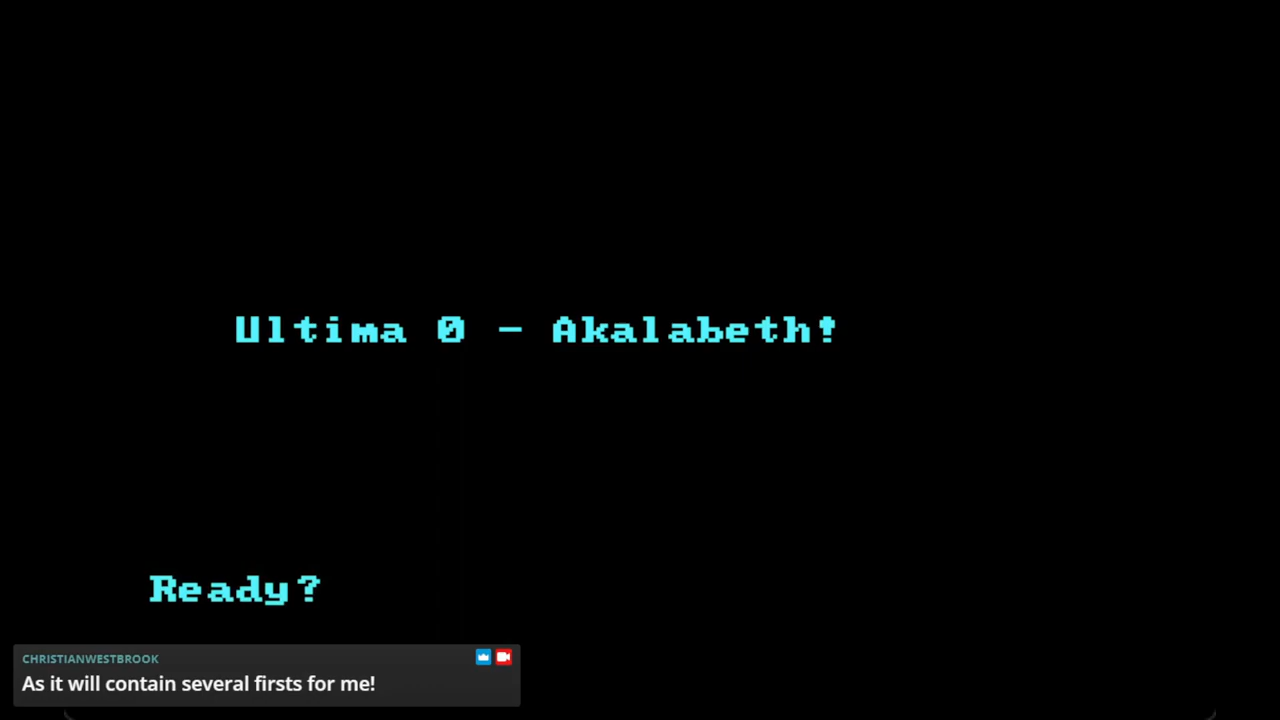 Ultima 0 - Akalabeth!
Ready?
CHRISTIANWESTBROOK
As it will contain several firsts for me!